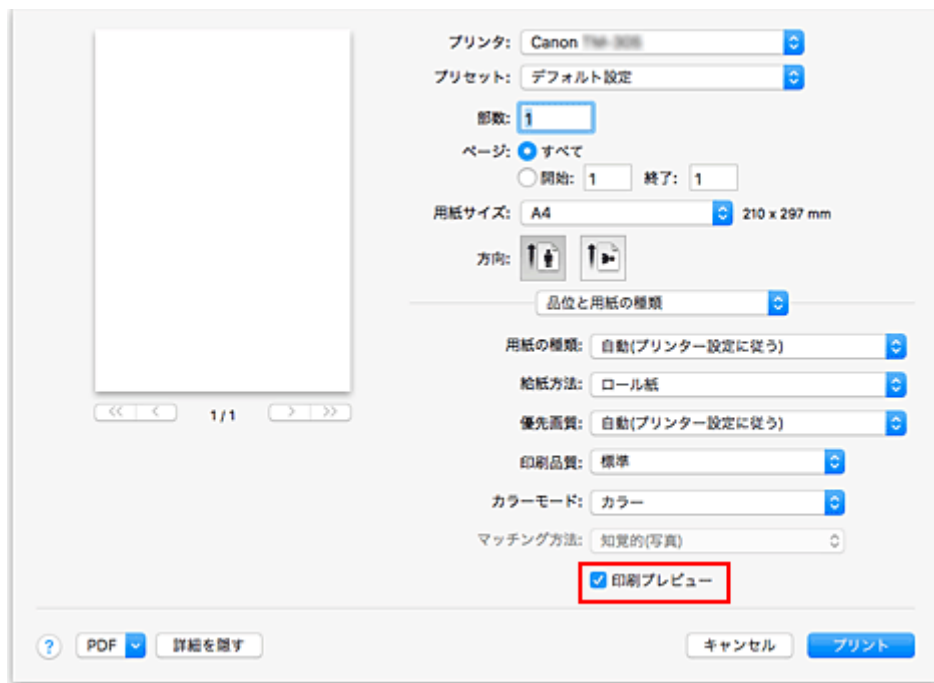 プリンタ: Canon
プリセット: デフォルト設定
部数: 1
ページ: すべて
開始: 1 終了: 1
用紙サイズ: A4 210 x 297 mm
方向:
品位と用紙の種類
用紙の種類: 自動(プリンター設定に従う)
給紙方法: ロール紙
<< < 1 / 1 > >>
優先画質: 自動(プリンター設定に従う)
印刷品質: 標準
カラーモード: カラー
マッチング方法: 知覚的(写真)
印刷プレビュー
? PDF 詳細を隠す キャンセル プリント